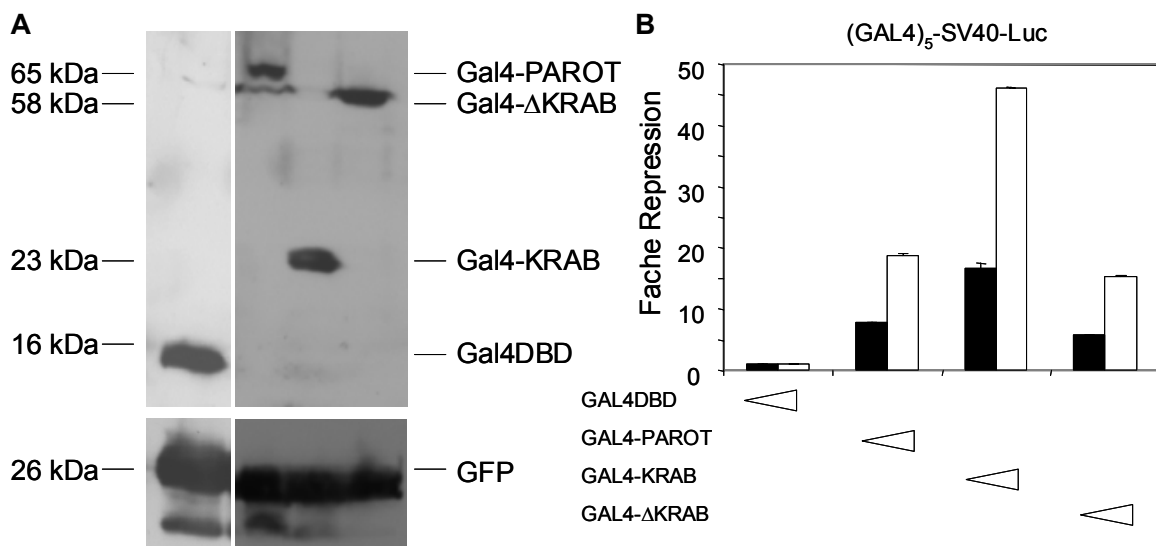 A
65 kDa
58 kDa
23 kDa
16 kDa
26 kDa
Gal4-PAROT
Gal4-ΔKRAB
Gal4-KRAB
Gal4DBD
GFP
B
(GAL4)5-SV40-Luc
Fache Repression
50
40
30
50
20
10
0
GAL4DBD
GAL4-PAROT
GAL4-KRAB
GAL4-ΔKRAB